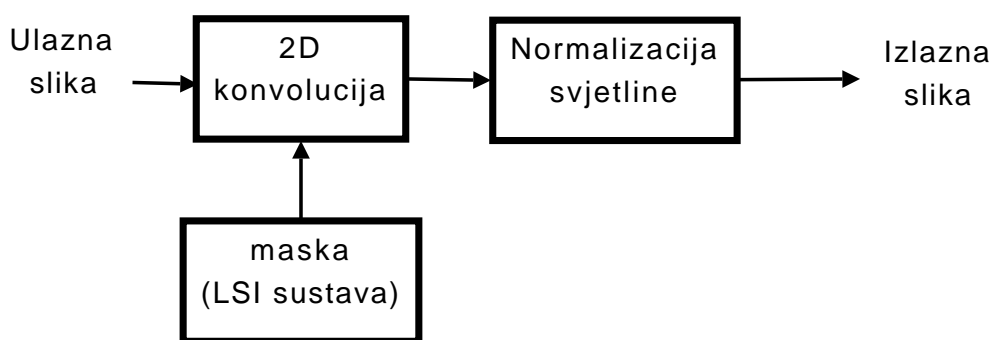 Ulazna
slika
2D
konvolucija
Normalizacija
svjetline
Izlazna
slika
maska
(LSI sustava)